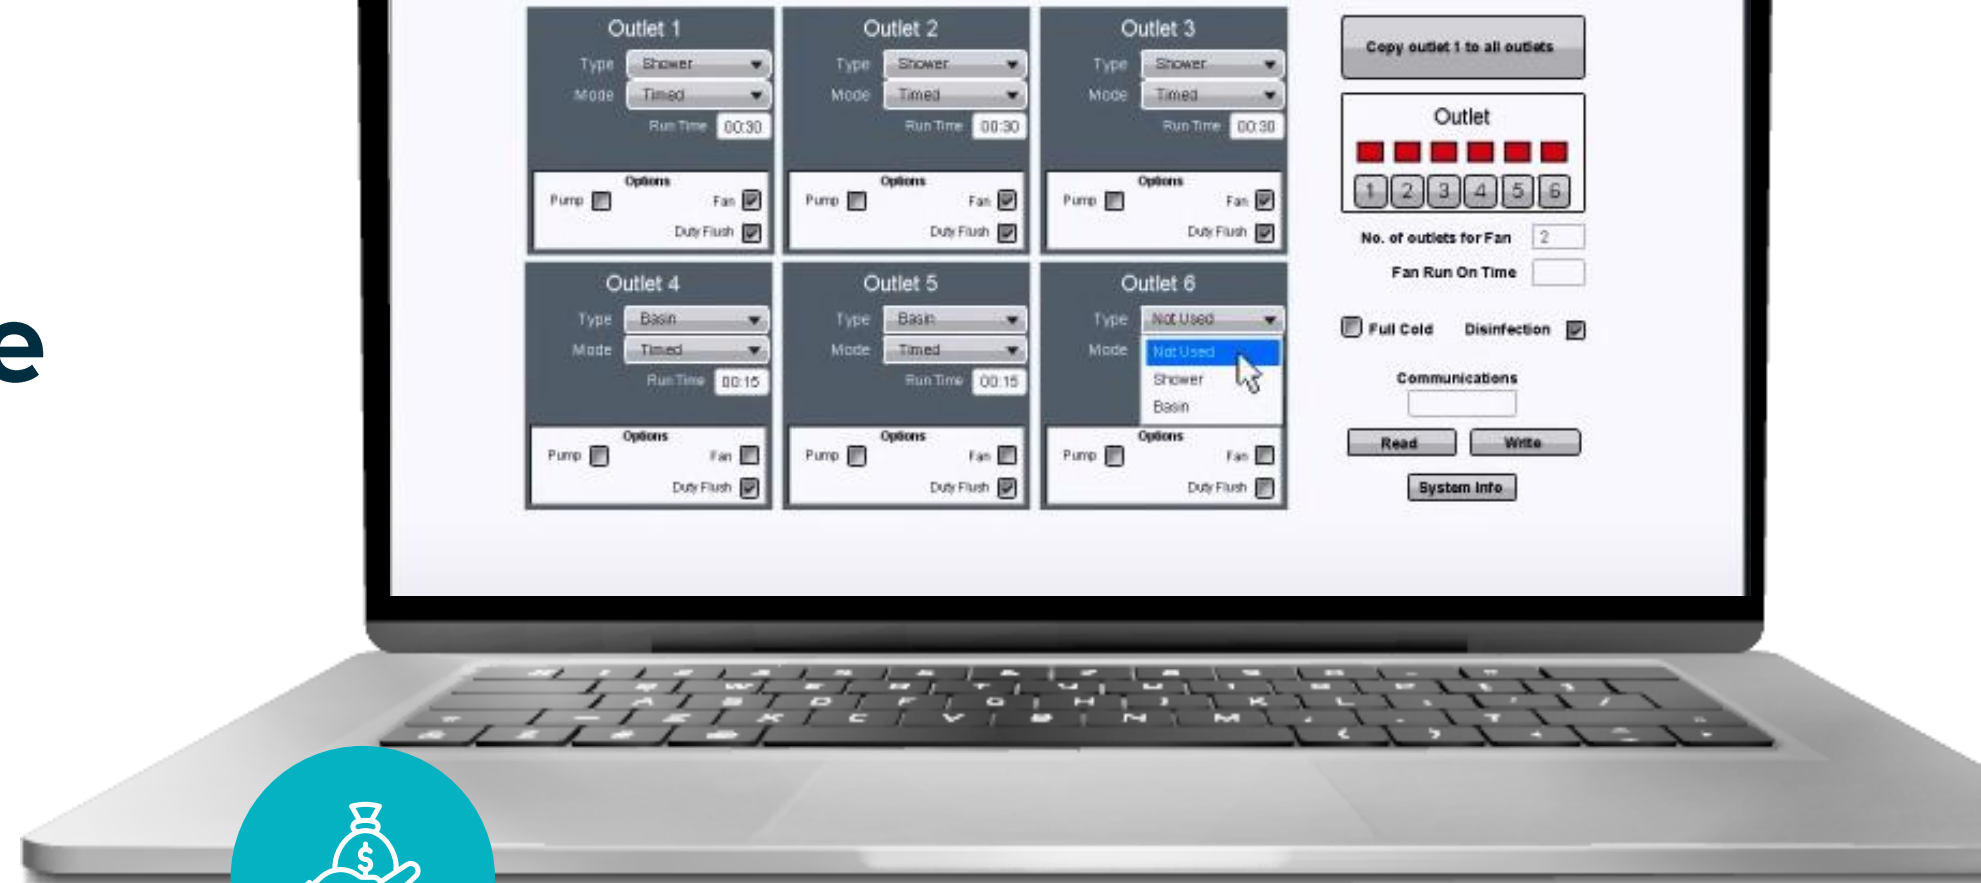 Outlet 1
Type Shower
Mode Timed
Run Time 00:30
Options
Pump Fan
Duty Flush
Outlet 2
Type Shower
Mode Timed
Run Time 00:30
Options
Pump Fan
Duty Flush
Outlet 3
Type Shower
Mode Timed
Run Time 00:30
Options
Pump Fan
Duty Flush
Outlet 4
Type Basin
Mode Timed
Run Time 00:15
Options
Pump Fan
Duty Flush
Outlet 5
Type Basin
Mode Timed
Run Time 00:15
Options
Pump Fan
Duty Flush
Outlet 6
Type Not Used
Mode Not Used
Shower
Basin
Options
Pump Fan
Duty Flush
Copy outlet 1 to all outlets
Outlet
1 2 3 4 5 6
No. of outlets for Fan 2
Fan Run On Time
Full Cold Disinfection
Communications
Read Write
System Info
e
$